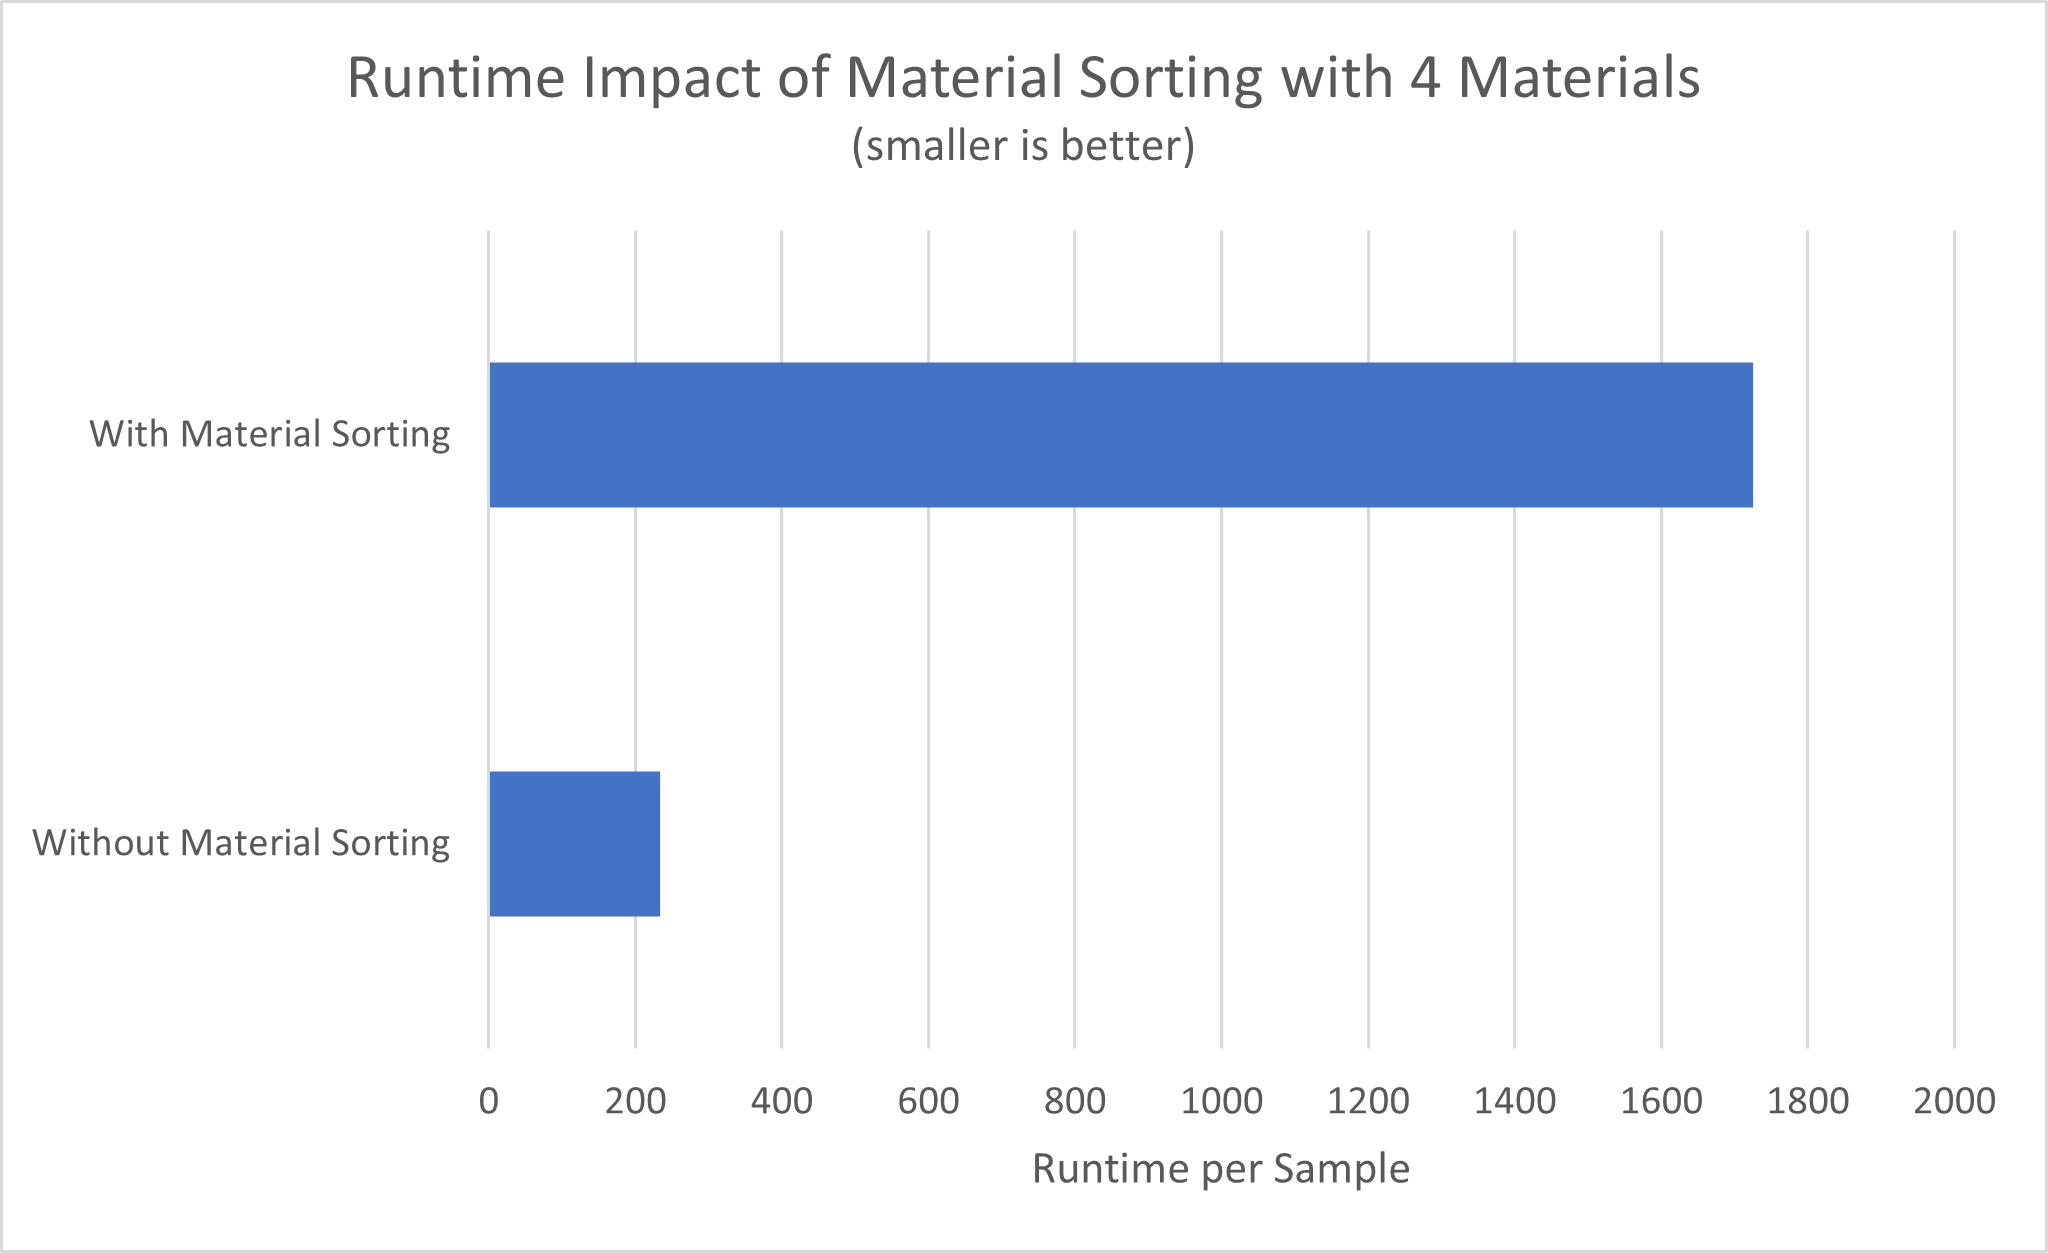 Runtime Impact of Material Sorting with 4 Materials
(smaller is better)
With Material Sorting
Without Material Sorting
0 200 400 600 800 1000 1200 1400 1600 1800 2000
Runtime per Sample